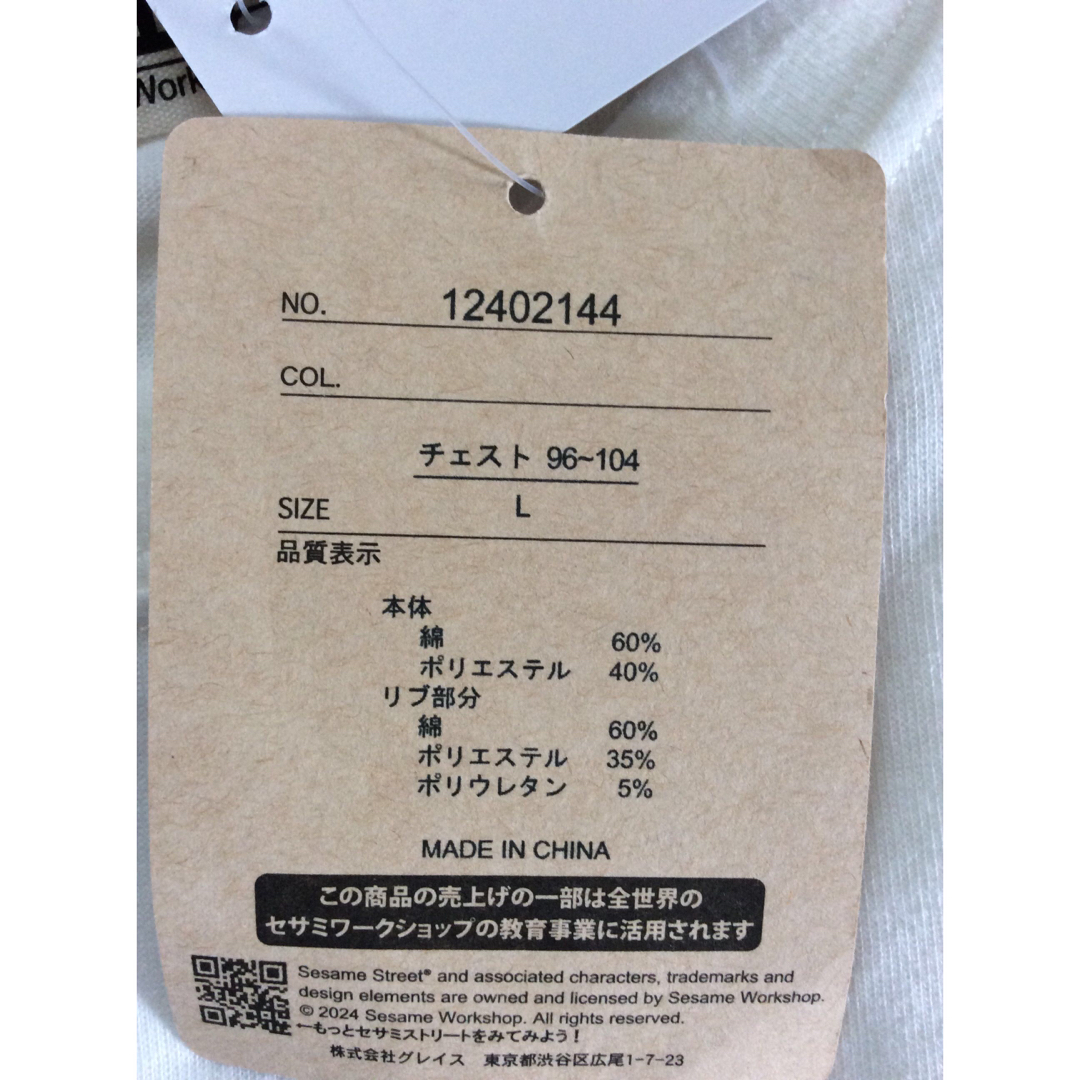 Work
NO. 12402144
COL.
チェスト 96~104
SIZE L
品質表示
本体
綿 60%
ポリエステル 40%
リブ部分
綿 60%
ポリエステル 35%
ポリウレタン 5%
MADE IN CHINA
この商品の売上げの一部は全世界の
セサミワークショップの教育事業に活用されます
Sesame Street® and associated characters, trademarks and
design elements are owned and licensed by Sesame Workshop.
© 2024 Sesame Workshop. All rights reserved.
←もっとセサミストリートをみてみよう!
株式会社グレイス 東京都渋谷区広尾1-7-23